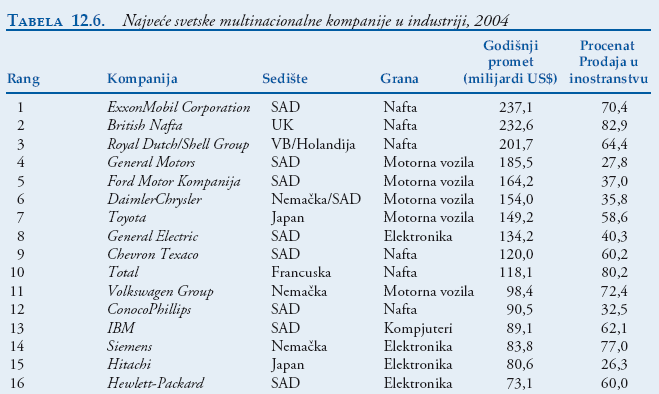 TABELA 12.6. Najveće svetske multinacionalne kompanije u industriji, 2004
Rang Kompanija Sedište Grana Godišnji promet (milijardi US$) Procenat Prodaja u inostranstvu
1 ExxonMobil Corporation SAD Nafta 237,1 70,4
2 British Nafta UK Nafta 232,6 82,9
3 Royal Dutch/Shell Group VB/Holandija Nafta 201,7 64,4
4 General Motors SAD Motorna vozila 185,5 27,8
5 Ford Motor Kompanija SAD Motorna vozila 164,2 37,0
6 DaimlerChrysler Nemačka/SAD Motorna vozila 154,0 35,8
7 Toyota Japan Motorna vozila 149,2 58,6
8 General Electric SAD Elektronika 134,2 40,3
9 Chevron Texaco SAD Nafta 120,0 60,2
10 Total Francuska Nafta 118,1 80,2
11 Volkswagen Group Nemačka Motorna vozila 98,4 72,4
12 ConocoPhillips SAD Nafta 90,5 32,5
13 IBM SAD Kompjuteri 89,1 62,1
14 Siemens Nemačka Elektronika 83,8 77,0
15 Hitachi Japan Elektronika 80,6 26,3
16 Hewlett-Packard SAD Elektronika 73,1 60,0